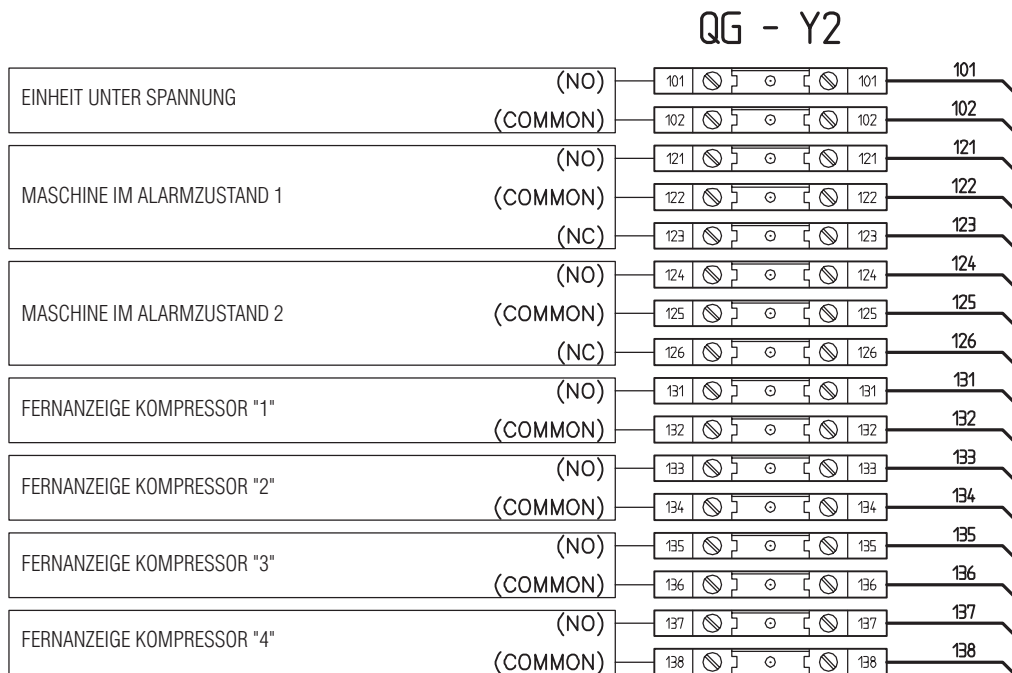 QG - Y2
EINHEIT UNTER SPANNUNG
(NO) 101 101 101
(COMMON) 102 102 102
MASCHINE IM ALARMZUSTAND 1
(NO) 121 121 121
(COMMON) 122 122 122
(NC) 123 123 123
MASCHINE IM ALARMZUSTAND 2
(NO) 124 124 124
(COMMON) 125 125 125
(NC) 126 126 126
FERNANZEIGE KOMPRESSOR "1"
(NO) 131 131 131
(COMMON) 132 132 132
FERNANZEIGE KOMPRESSOR "2"
(NO) 133 133 133
(COMMON) 134 134 134
FERNANZEIGE KOMPRESSOR "3"
(NO) 135 135 135
(COMMON) 136 136 136
FERNANZEIGE KOMPRESSOR "4"
(NO) 137 137 137
(COMMON) 138 138 138